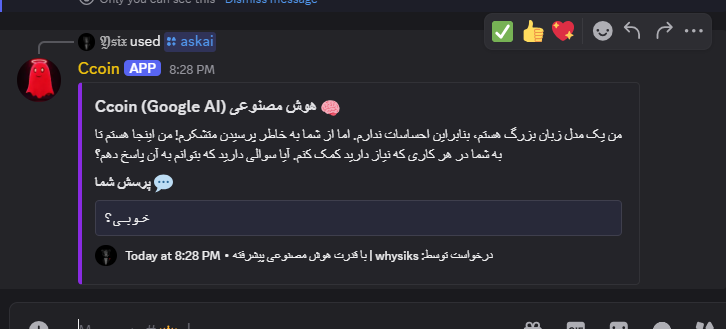 Only you can see this • Dismiss message
used askai
Ccoin APP 8:28 PM
هوش مصنوعی Ccoin (Google AI)
من یک مدل زبان بزرگ هستم، بنابراین احساسات ندارم. اما از شما به خاطر پرسیدن متشکرم! من اینجا هستم تا
به شما در هر کاری که نیاز دارید کمک کنم. آیا سوالی دارید که بتوانم به آن پاسخ دهم؟
پرسش شما
خوبی؟
درخواست توسط: whysiks | با قدرت هوش مصنوعی پیشرفته • Today at 8:28 PM